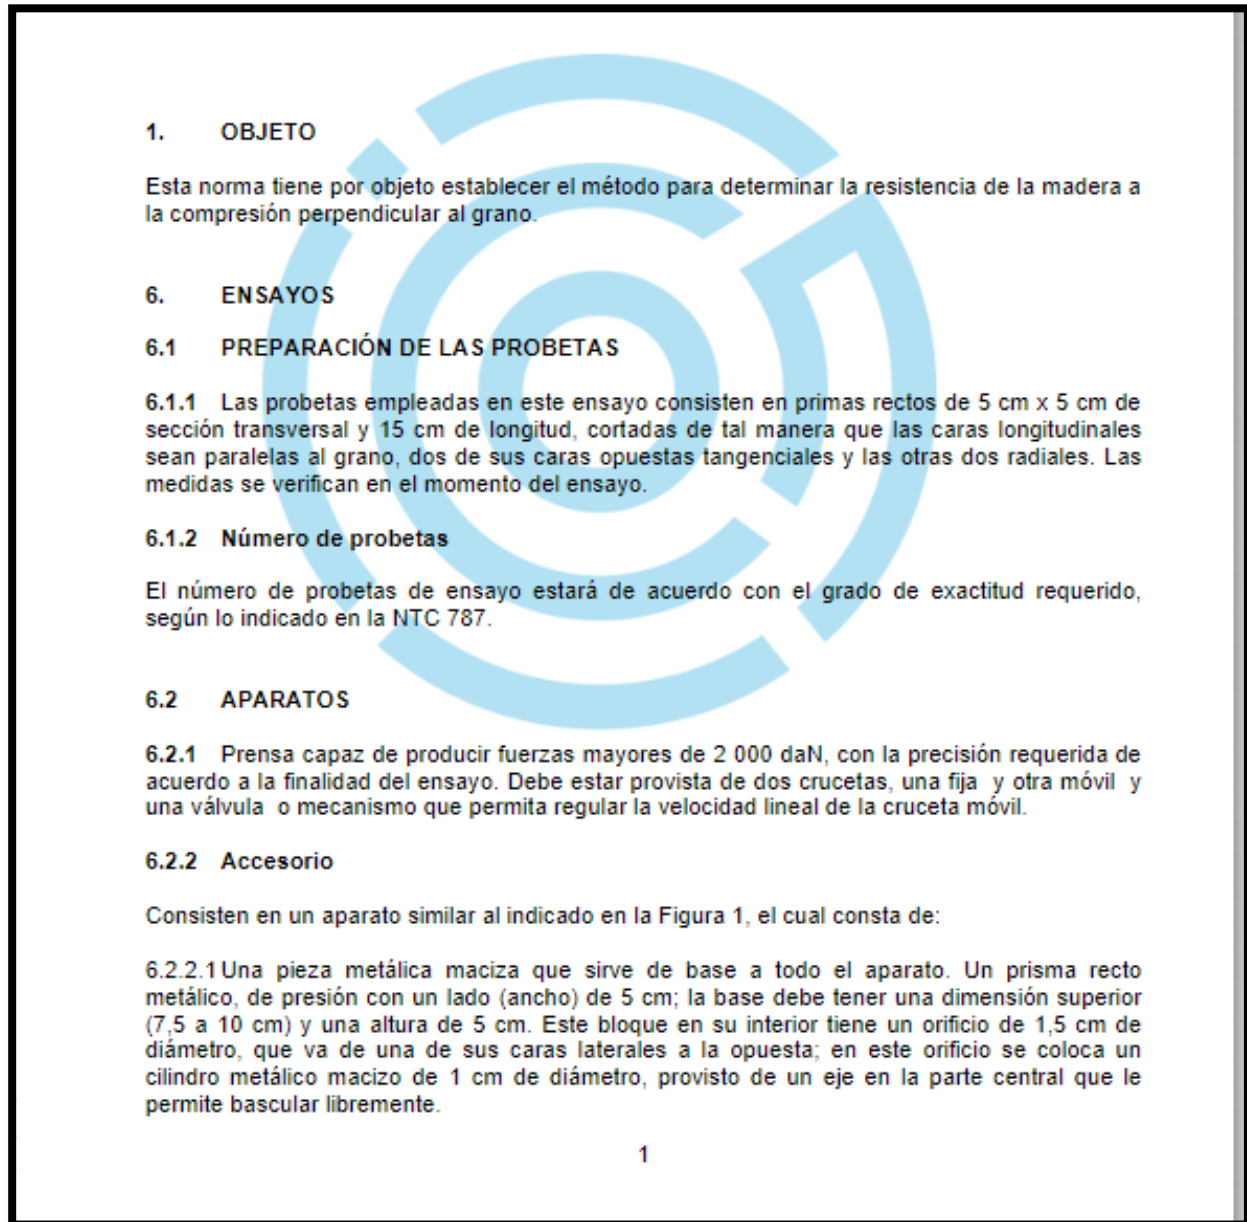 1. OBJETO
Esta norma tiene por objeto establecer el método para determinar la resistencia de la madera a
la compresión perpendicular al grano.
6. ENSAYOS
6.1 PREPARACIÓN DE LAS PROBETAS
6.1.1 Las probetas empleadas en este ensayo consisten en primas rectos de 5 cm x 5 cm de
sección transversal y 15 cm de longitud, cortadas de tal manera que las caras longitudinales
sean paralelas al grano, dos de sus caras opuestas tangenciales y las otras dos radiales. Las
medidas se verifican en el momento del ensayo.
6.1.2 Número de probetas
El número de probetas de ensayo estará de acuerdo con el grado de exactitud requerido,
según lo indicado en la NTC 787.
6.2 APARATOS
6.2.1 Prensa capaz de producir fuerzas mayores de 2 000 daN, con la precisión requerida de
acuerdo a la finalidad del ensayo. Debe estar provista de dos crucetas, una fija y otra móvil y
una válvula o mecanismo que permita regular la velocidad lineal de la cruceta móvil.
6.2.2 Accesorio
Consisten en un aparato similar al indicado en la Figura 1, el cual consta de:
6.2.2.1 Una pieza metálica maciza que sirve de base a todo el aparato. Un prisma recto
metálico, de presión con un lado (ancho) de 5 cm; la base debe tener una dimensión superior
(7,5 a 10 cm) y una altura de 5 cm. Este bloque en su interior tiene un orificio de 1,5 cm de
diámetro, que va de una de sus caras laterales a la opuesta; en este orificio se coloca un
cilindro metálico macizo de 1 cm de diámetro, provisto de un eje en la parte central que le
permite bascular libremente.
1